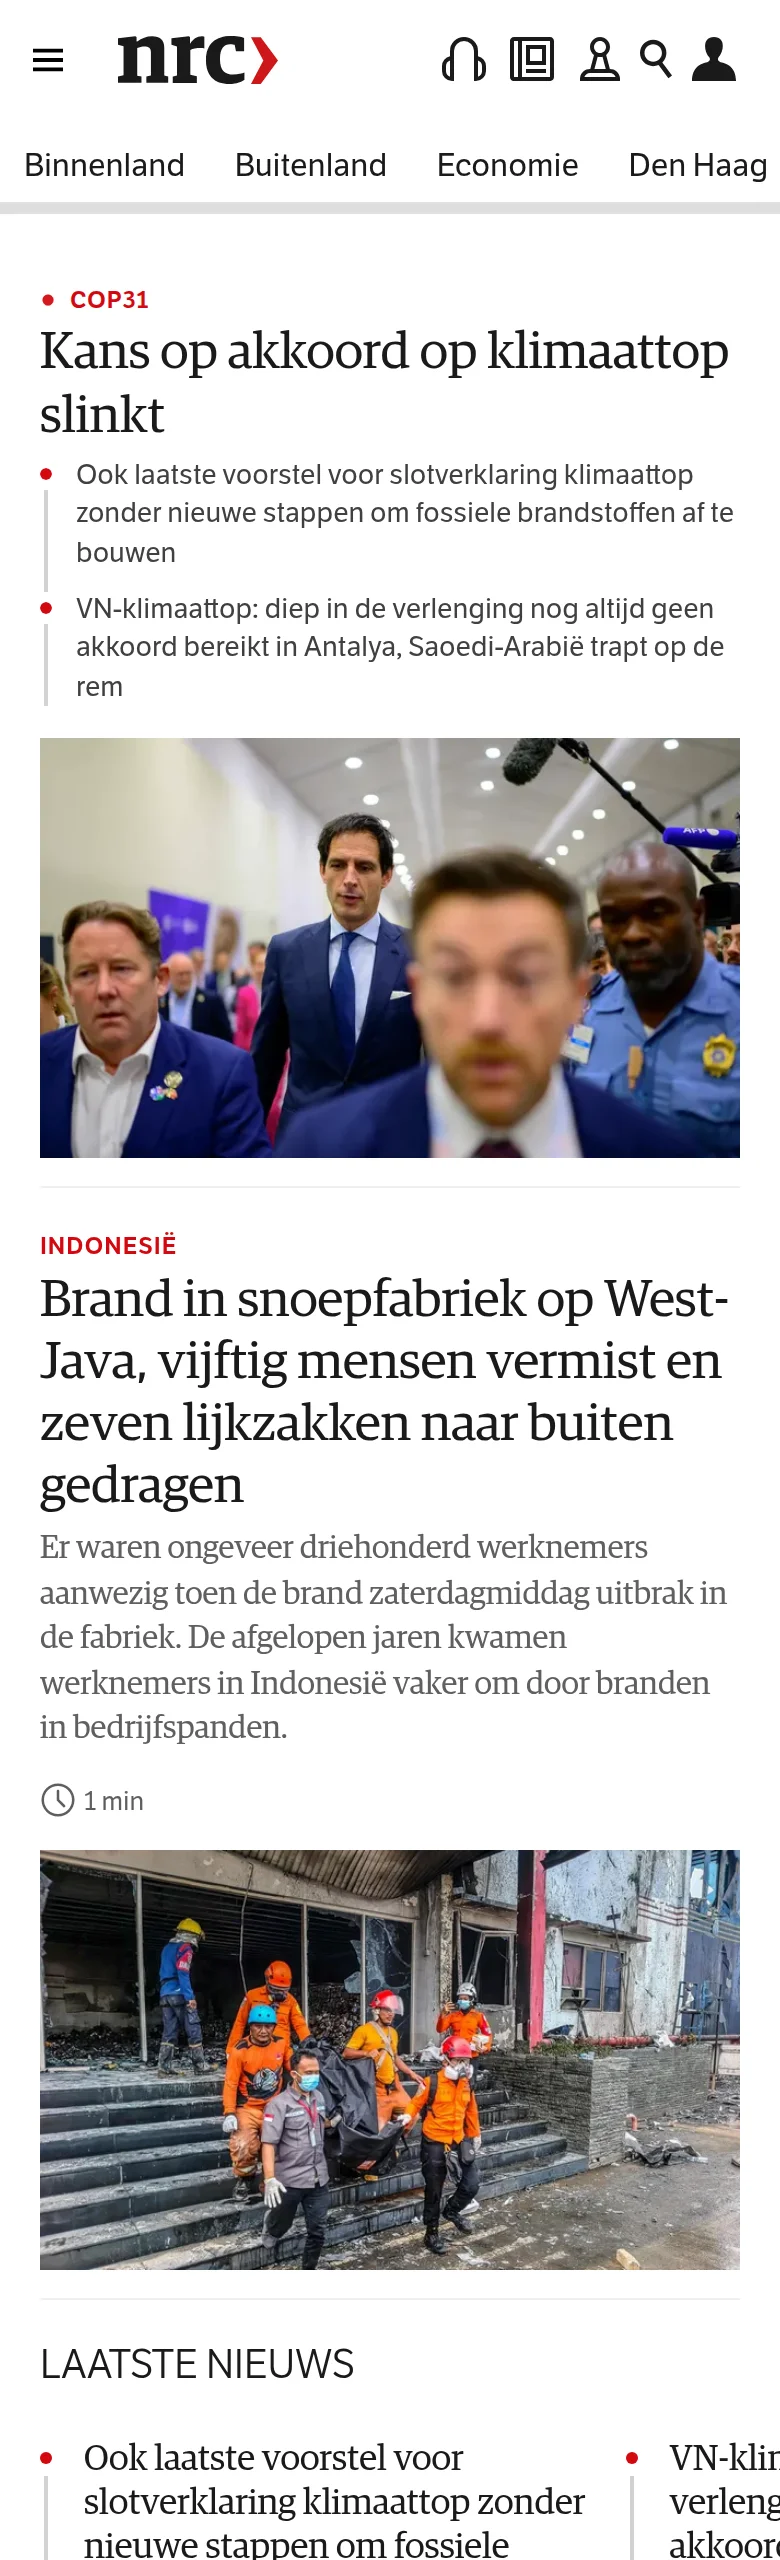 nrc
Binnenland Buitenland Economie Den Haag
COP31
Kans op akkoord op klimaattop
slinkt
Ook laatste voorstel voor slotverklaring klimaattop
zonder nieuwe stappen om fossiele brandstoffen af te
bouwen
VN-klimaattop: diep in de verlenging nog altijd geen
akkoord bereikt in Antalya, Saoedi-Arabië trapt op de
rem
AFP
INDONESIË
Brand in snoepfabriek op West-
Java, vijftig mensen vermist en
zeven lijkzakken naar buiten
gedragen
Er waren ongeveer driehonderd werknemers
aanwezig toen de brand zaterdagmiddag uitbrak in
de fabriek. De afgelopen jaren kwamen
werknemers in Indonesië vaker om door branden
in bedrijfspanden.
1 min
LAATSTE NIEUWS
Ook laatste voorstel voor
slotverklaring klimaattop zonder
nieuwe stappen om fossiele
VN-klim
verleng
akkoord